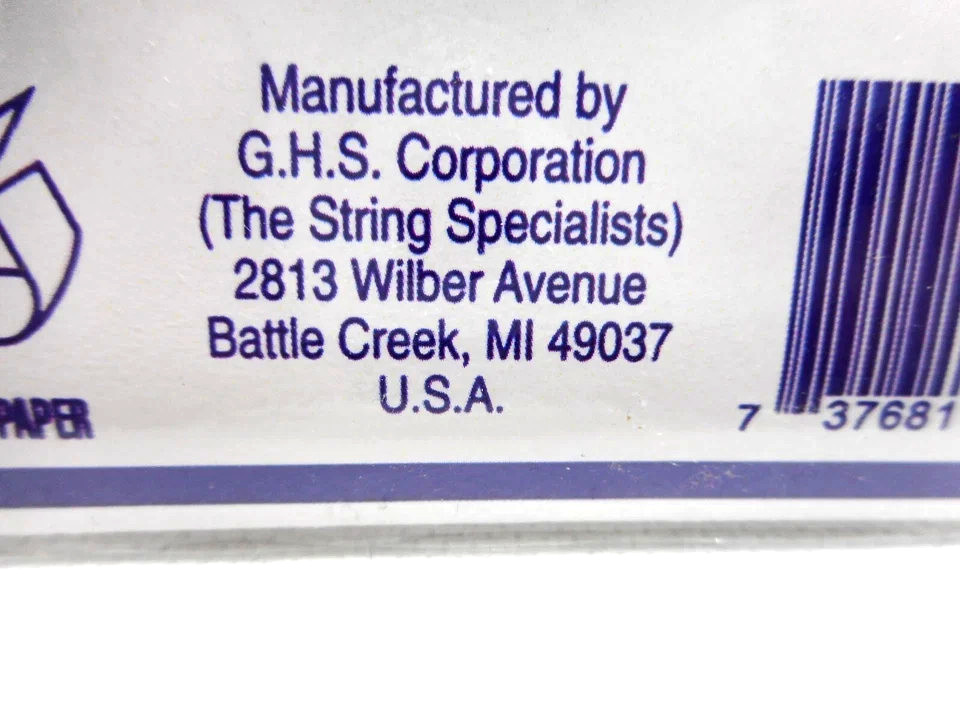 Manufactured by
G.H.S. Corporation
(The String Specialists)
2813 Wilber Avenue
Battle Creek, MI 49037
U.S.A.
PAPER
7 37681